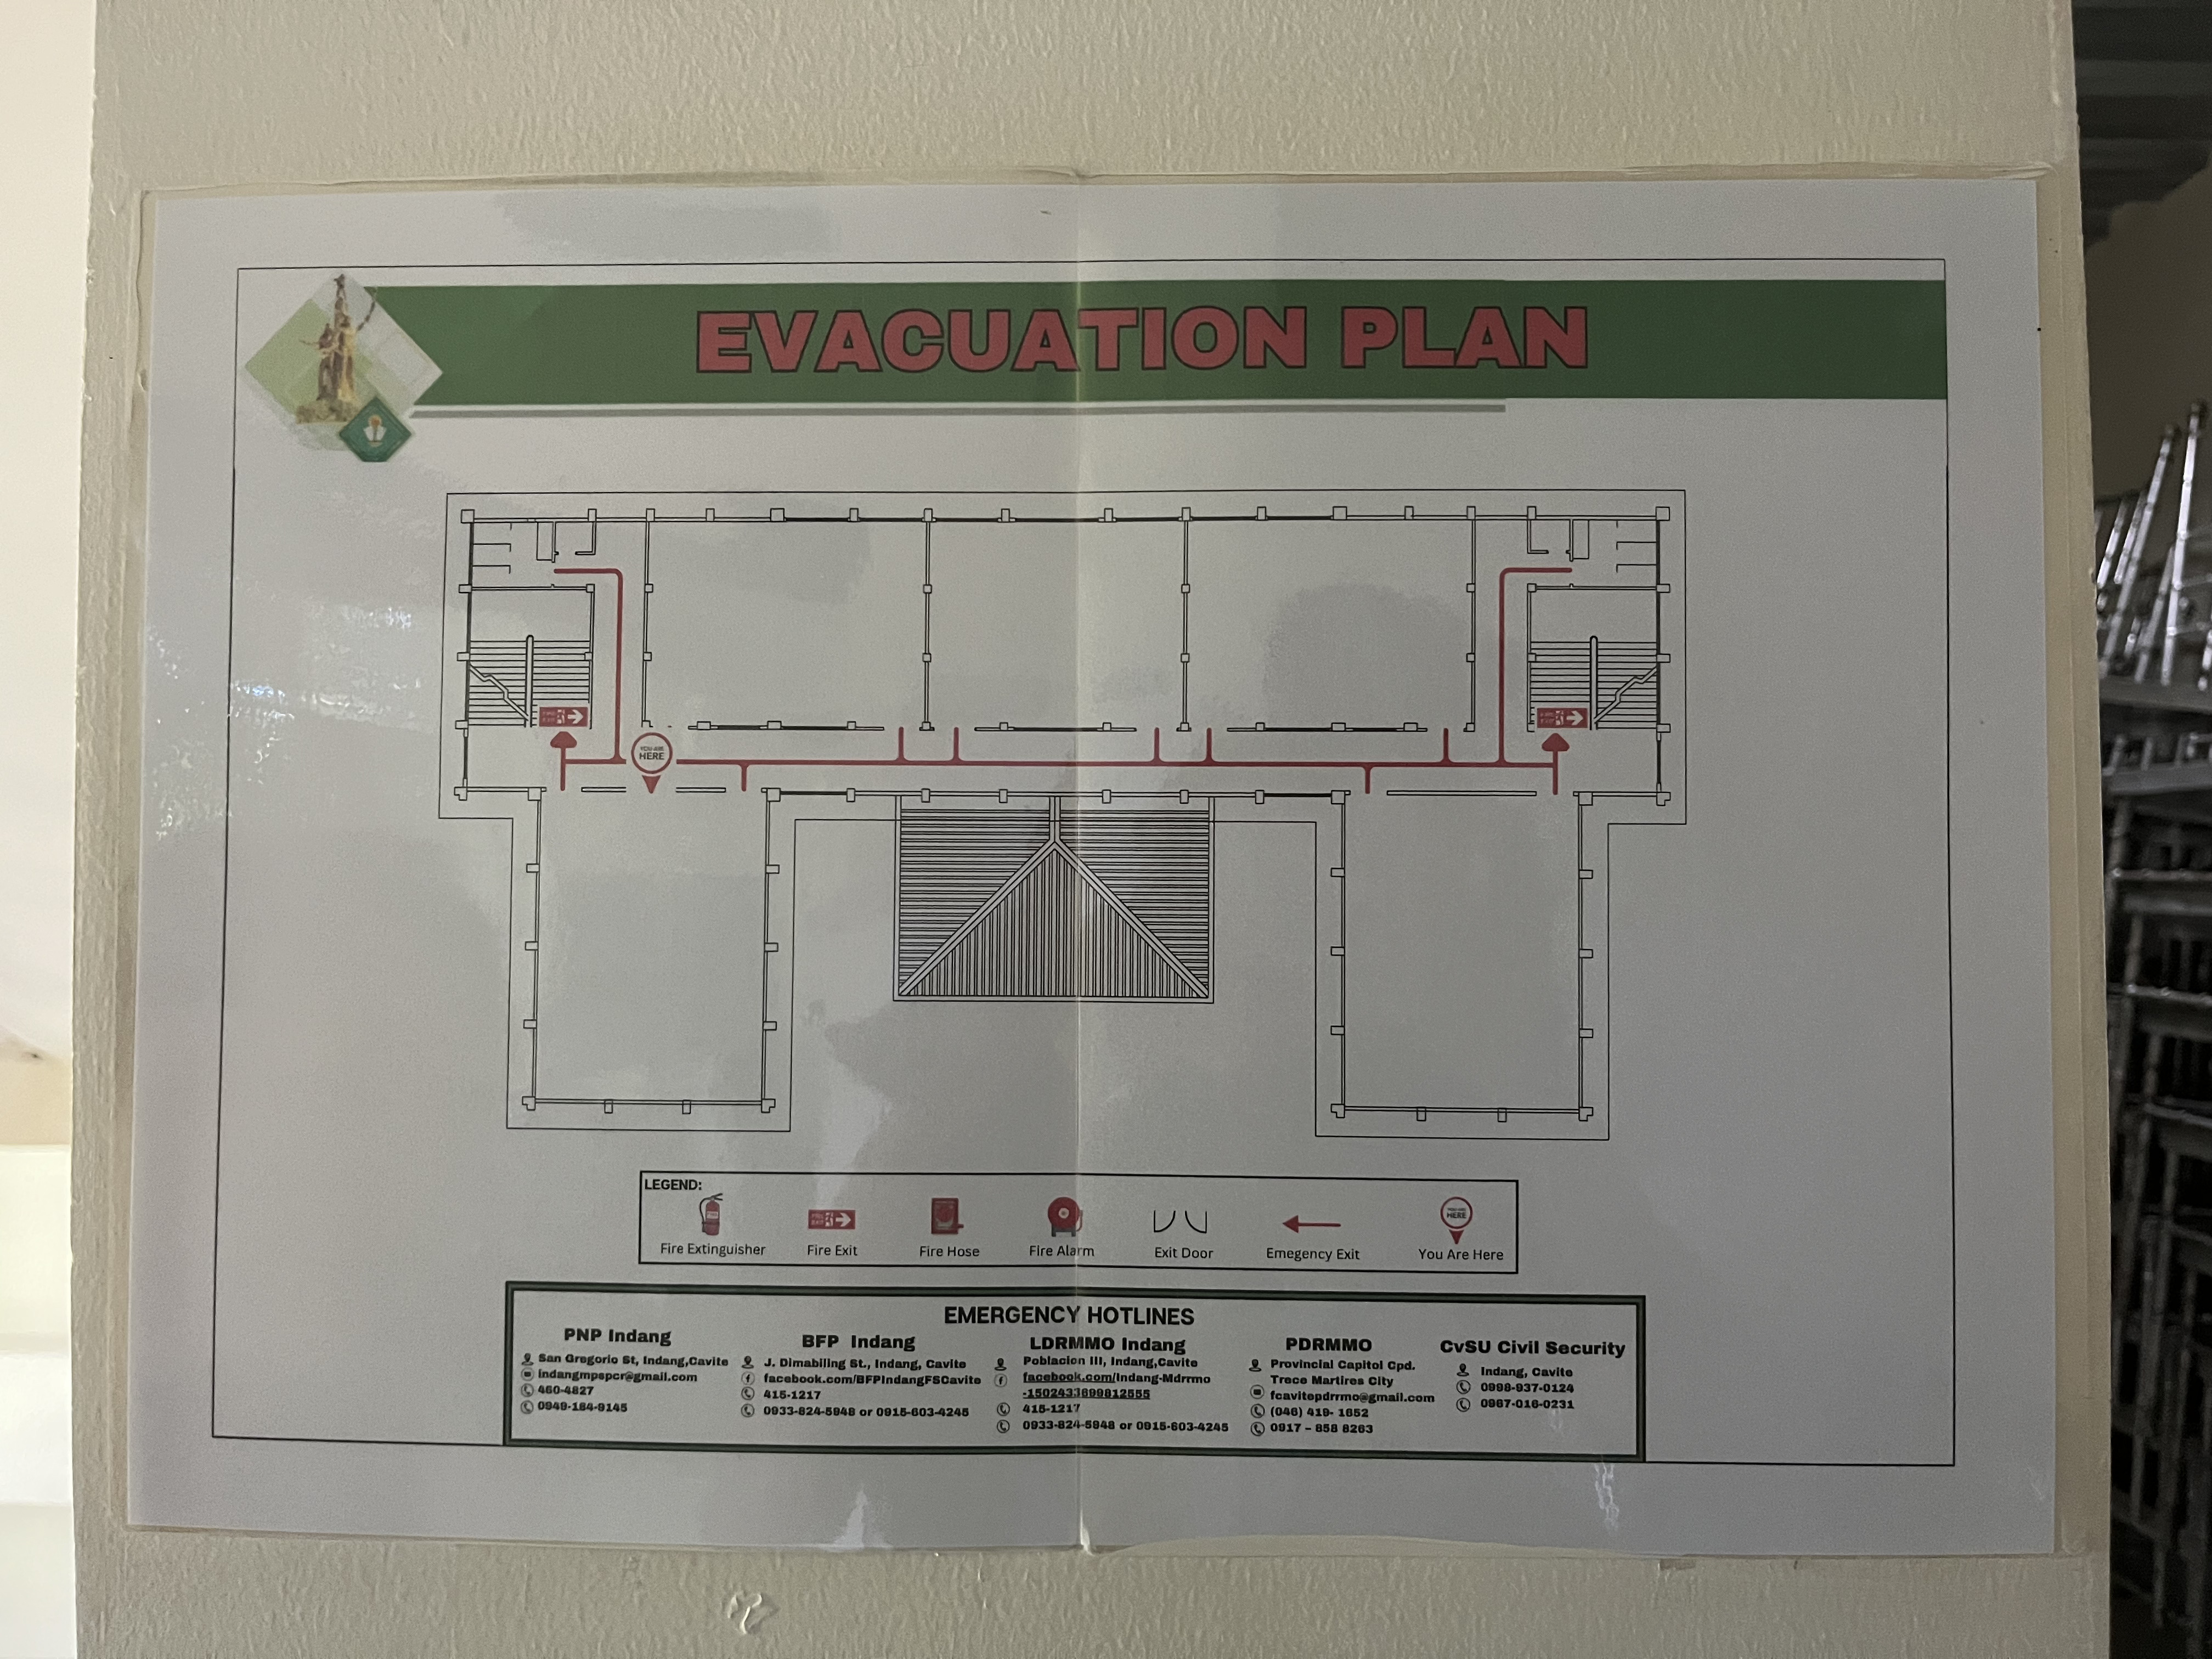 EVACUATION PLAN
YOU ARE
HERE
LEGEND:
Fire Extinguisher
Fire Exit
Fire Hose
Fire Alarm
Exit Door
Emegency Exit
YOU ARE
HERE
You Are Here
EMERGENCY HOTLINES
PNP Indang
San Gregorio St, Indang,Cavite
indangmpspcr@gmail.com
460-4827
0949-184-9145
BFP Indang
J. Dimabiling St., Indang, Cavite
facebook.com/BFPIndangFSCavite
415-1217
0933-824-5948 or 0915-603-4245
LDRMMO Indang
Poblacion III, Indang,Cavite
facebook.com/Indang-Mdrrmo
-1502433699812555
415-1217
0933-824-5948 or 0915-603-4245
PDRMMO
Provincial Capitol Cpd.
Trece Martires City
fcavitepdrrmo@gmail.com
(046) 419- 1652
0917 – 858 8263
CvSU Civil Security
Indang, Cavite
0998-937-0124
0967-016-0231